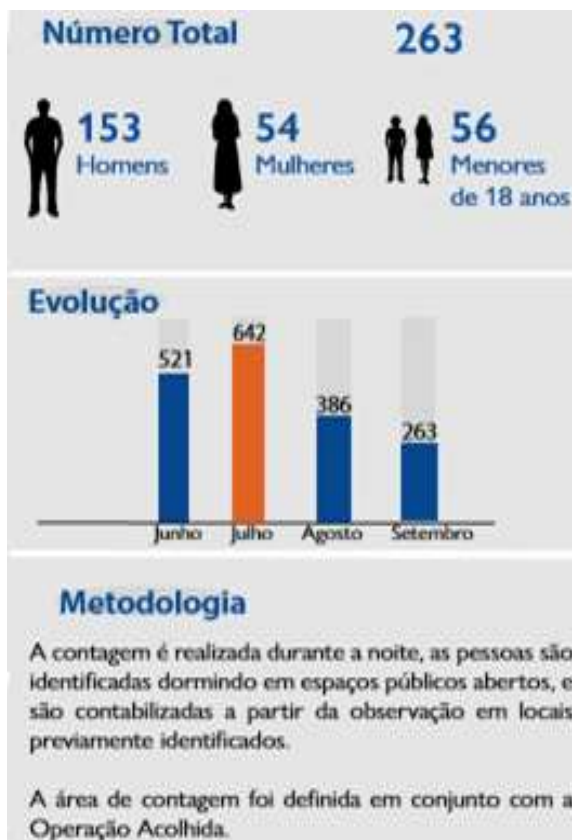 Número Total 263
153 54 56
Homens Mulheres Menores
de 18 anos
Evolução
642
521
386
263
Junho Julho Agosto Setembro
Metodologia
A contagem é realizada durante a noite, as pessoas são
identificadas dormindo em espaços públicos abertos, e
são contabilizadas a partir da observação em locais
previamente identificados.
A área de contagem foi definida em conjunto com a
Operação Acolhida.